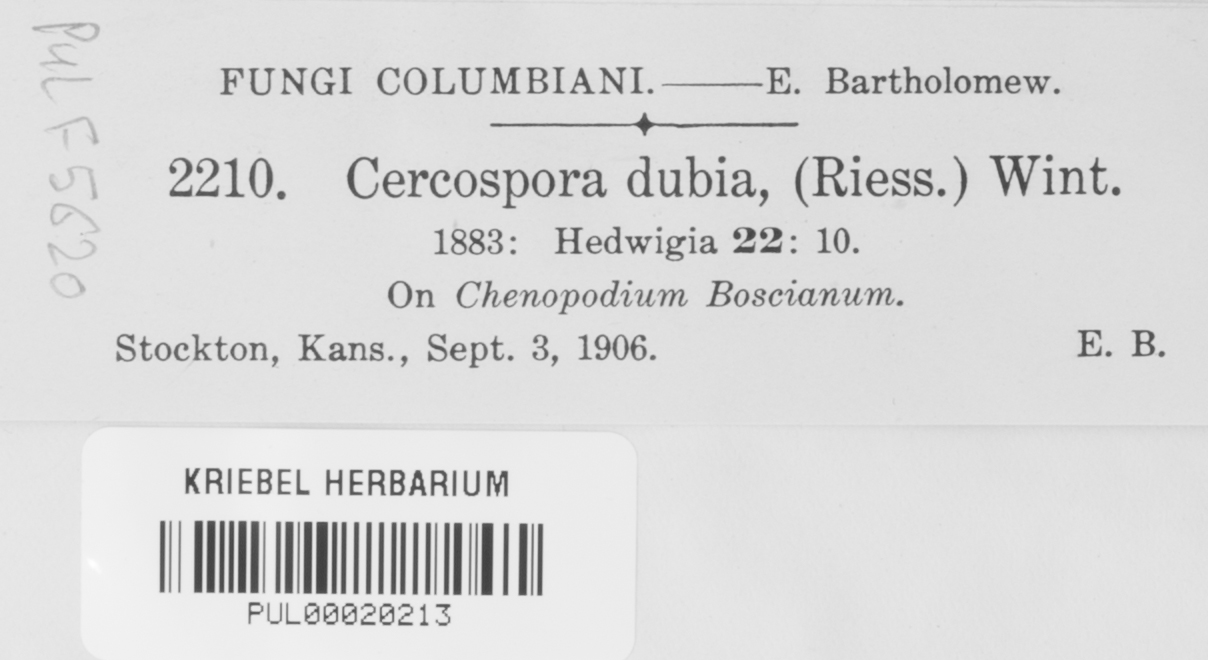 Pul F5620
FUNGI COLUMBIANI.——E. Bartholomew.
2210. Cercospora dubia, (Riess.) Wint.
1883: Hedwigia 22: 10.
On Chenopodium Boscianum.
Stockton, Kans., Sept. 3, 1906. E. B.
KRIEBEL HERBARIUM
PUL00020213